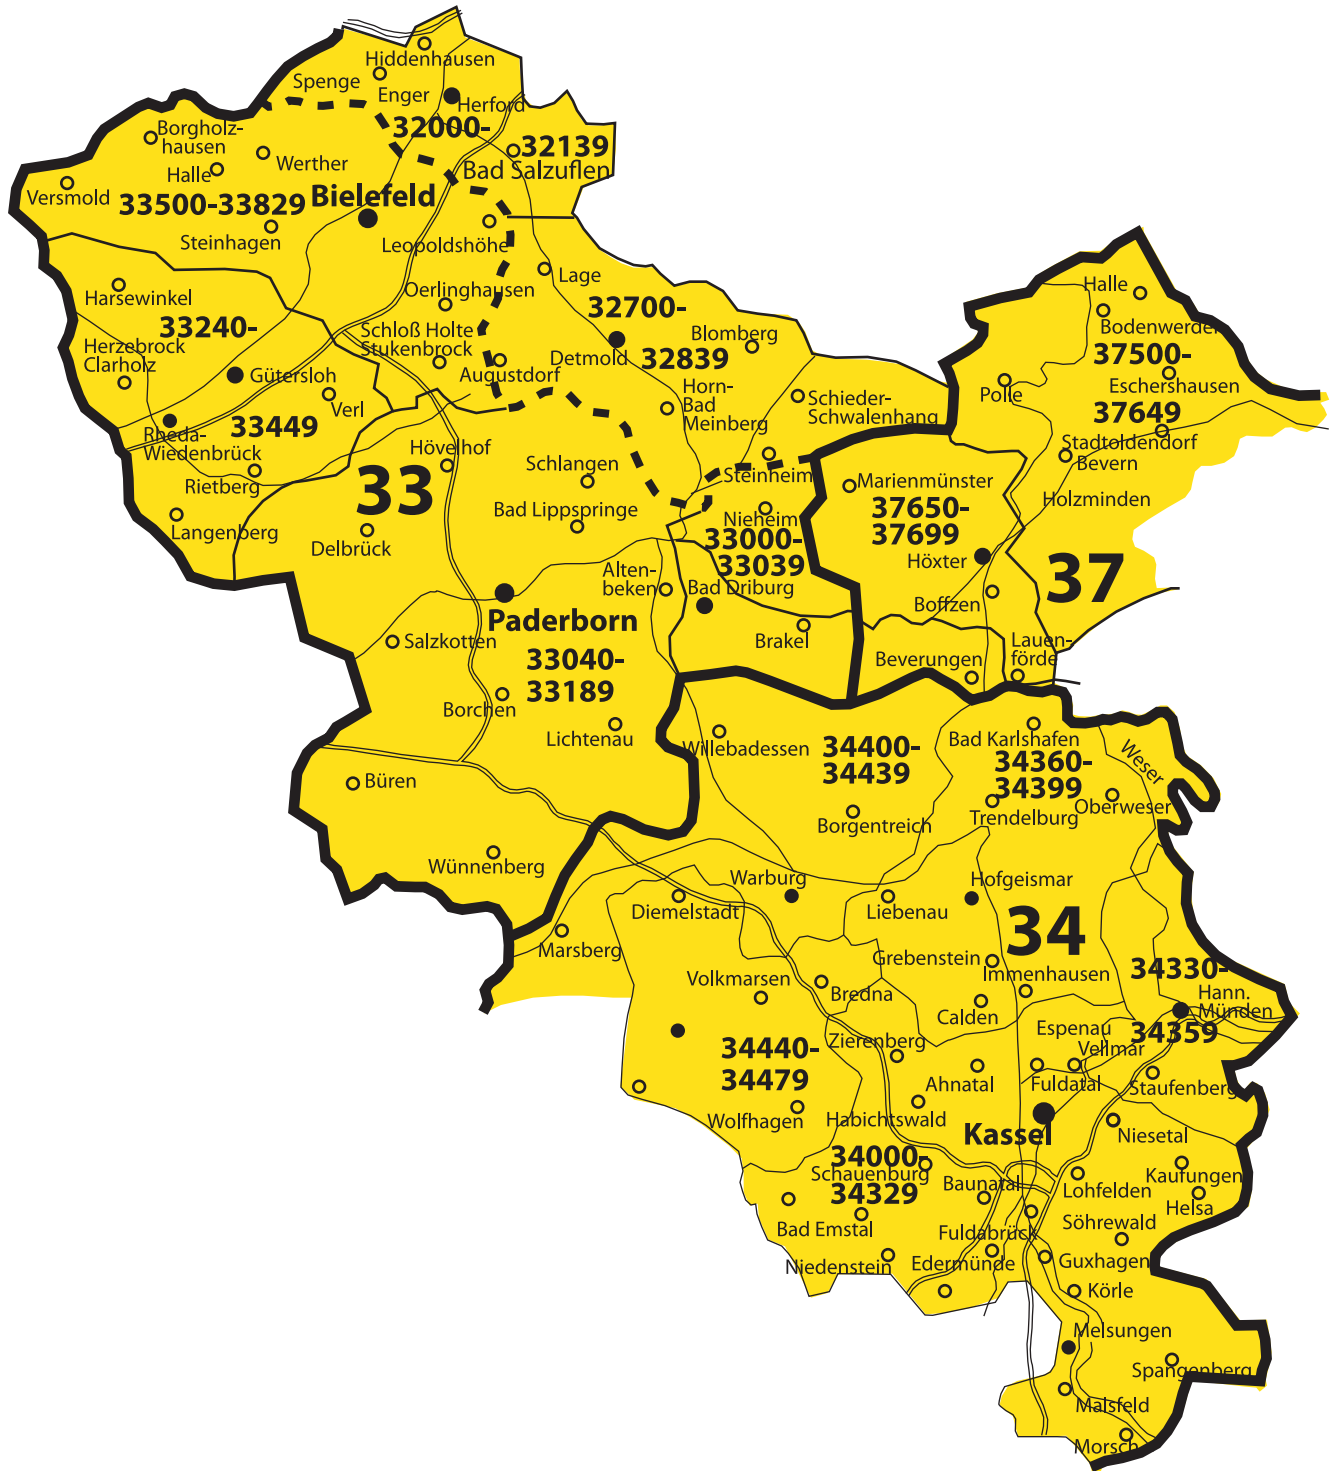 Hiddenhausen
Spenge
Enger
Herford
32000-
Borgholz-
hausen
Werther
Halle
32139
Bad Salzuflen
Versmold
33500-33829
Bielefeld
Steinhagen
Leopoldshöhe
Lage
Harsewinkel
Oerlinghausen
33240-
32700-
Schloß Holte
Stukenbrock
Blomberg
Herzebrock
Clarholz
Detmold
32839
Gütersloh
Augustdorf
Verl
Horn-
Bad
Meinberg
Schieder-
Schwalenhang
Rheda-
Wiedenbrück
33449
Hövelhof
33
Rietberg
Schlangen
Steinheim
Langenberg
Bad Lippspringe
Nieheim
Delbrück
33000-
33039
Alten-
beken
Bad Driburg
Paderborn
Salzkotten
Brakel
33040-
33189
Borchen
Lichtenau
Büren
Wünnenberg
Halle
Bodenwerder
37500-
Polle
Eschershausen
37649
Stadtoldendorf
Bevern
Marienmünster
Holzminden
37650-
37699
Höxter
37
Boffzen
Lauen-
förde
Beverungen
Willebadessen
34400-
34439
Bad Karlshafen
34360-
34399
Weser
Oberweser
Trendelburg
Borgentreich
Warburg
Hofgeismar
Diemelstadt
Liebenau
34
Marsberg
Grebenstein
Immenhausen
34330-
Volkmarsen
Bredna
Calden
Hann.
Münden
Espenau
34359
Zierenberg
Vellmar
34440-
34479
Ahnatal
Fuldatal
Staufenberg
Wolfhagen
Habichtswald
Kassel
Niesetal
34000-
Schauenburg
34329
Baunatal
Lohfelden
Kaufungen
Helsa
Bad Emstal
Söhrewald
Fuldabrück
Niedenstein
Edermünde
Guxhagen
Körle
Melsungen
Spangenberg
Malsfeld
Morsch